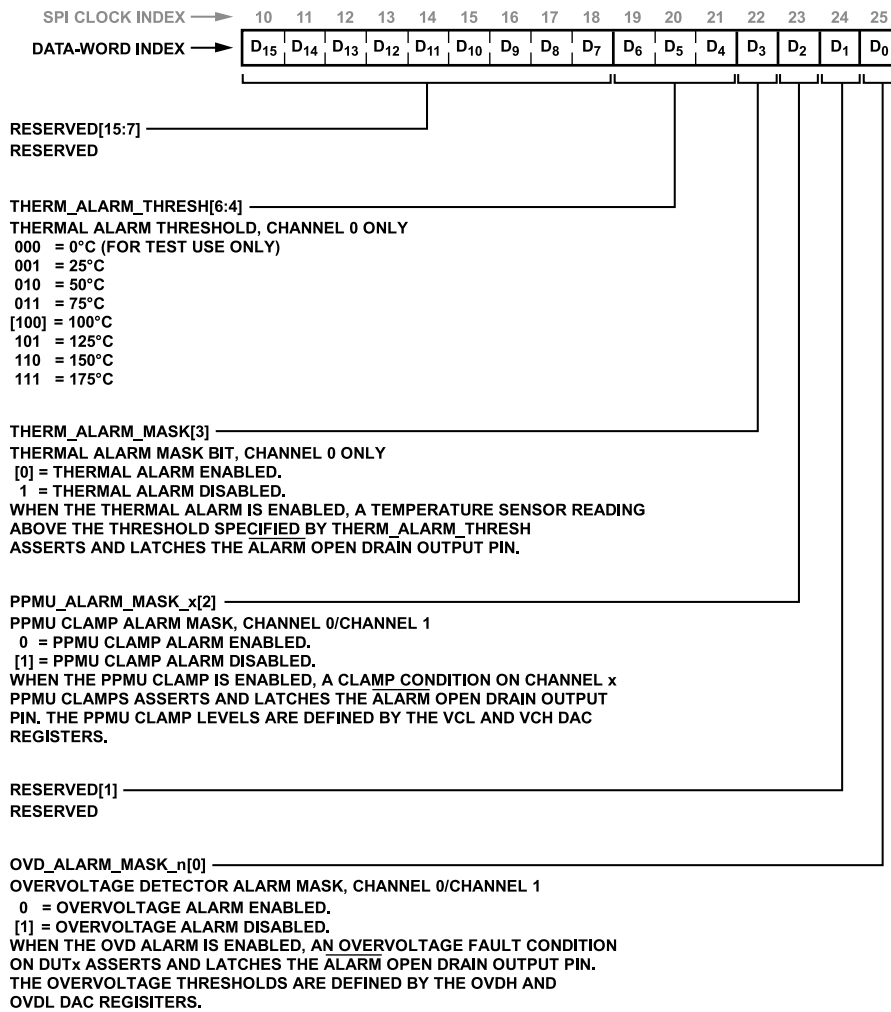 SPI CLOCK INDEX 10 11 12 13 14 15 16 17 18 19 20 21 22 23 24 25
DATA-WORD INDEX D15 D14 D13 D12 D11 D10 D9 D8 D7 D6 D5 D4 D3 D2 D1 D0
RESERVED[15:7]
RESERVED
THERM_ALARM_THRESH[6:4]
THERMAL ALARM THRESHOLD, CHANNEL 0 ONLY
000 = 0°C (FOR TEST USE ONLY)
001 = 25°C
010 = 50°C
011 = 75°C
[100] = 100°C
101 = 125°C
110 = 150°C
111 = 175°C
THERM_ALARM_MASK[3]
THERMAL ALARM MASK BIT, CHANNEL 0 ONLY
[0] = THERMAL ALARM ENABLED.
1 = THERMAL ALARM DISABLED.
WHEN THE THERMAL ALARM IS ENABLED, A TEMPERATURE SENSOR READING
ABOVE THE THRESHOLD SPECIFIED BY THERM_ALARM_THRESH
ASSERTS AND LATCHES THE ALARM OPEN DRAIN OUTPUT PIN.
PPMU_ALARM_MASK_x[2]
PPMU CLAMP ALARM MASK, CHANNEL 0/CHANNEL 1
0 = PPMU CLAMP ALARM ENABLED.
[1] = PPMU CLAMP ALARM DISABLED.
WHEN THE PPMU CLAMP IS ENABLED, A CLAMP CONDITION ON CHANNEL x
PPMU CLAMPS ASSERTS AND LATCHES THE ALARM OPEN DRAIN OUTPUT
PIN. THE PPMU CLAMP LEVELS ARE DEFINED BY THE VCL AND VCH DAC
REGISTERS.
RESERVED[1]
RESERVED
OVD_ALARM_MASK_n[0]
OVERVOLTAGE DETECTOR ALARM MASK, CHANNEL 0/CHANNEL 1
0 = OVERVOLTAGE ALARM ENABLED.
[1] = OVERVOLTAGE ALARM DISABLED.
WHEN THE OVD ALARM IS ENABLED, AN OVERVOLTAGE FAULT CONDITION
ON DUTx ASSERTS AND LATCHES THE ALARM OPEN DRAIN OUTPUT PIN.
THE OVERVOLTAGE THRESHOLDS ARE DEFINED BY THE OVDH AND
OVDL DAC REGISITERS.